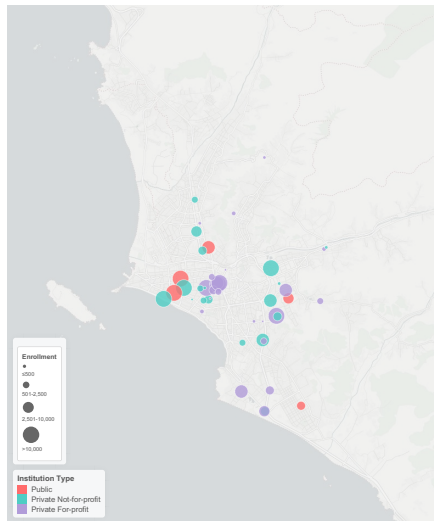 Enrollment
≤500
501-2,500
2,501-10,000
>10,000
Institution Type
Public
Private Not-for-profit
Private For-profit